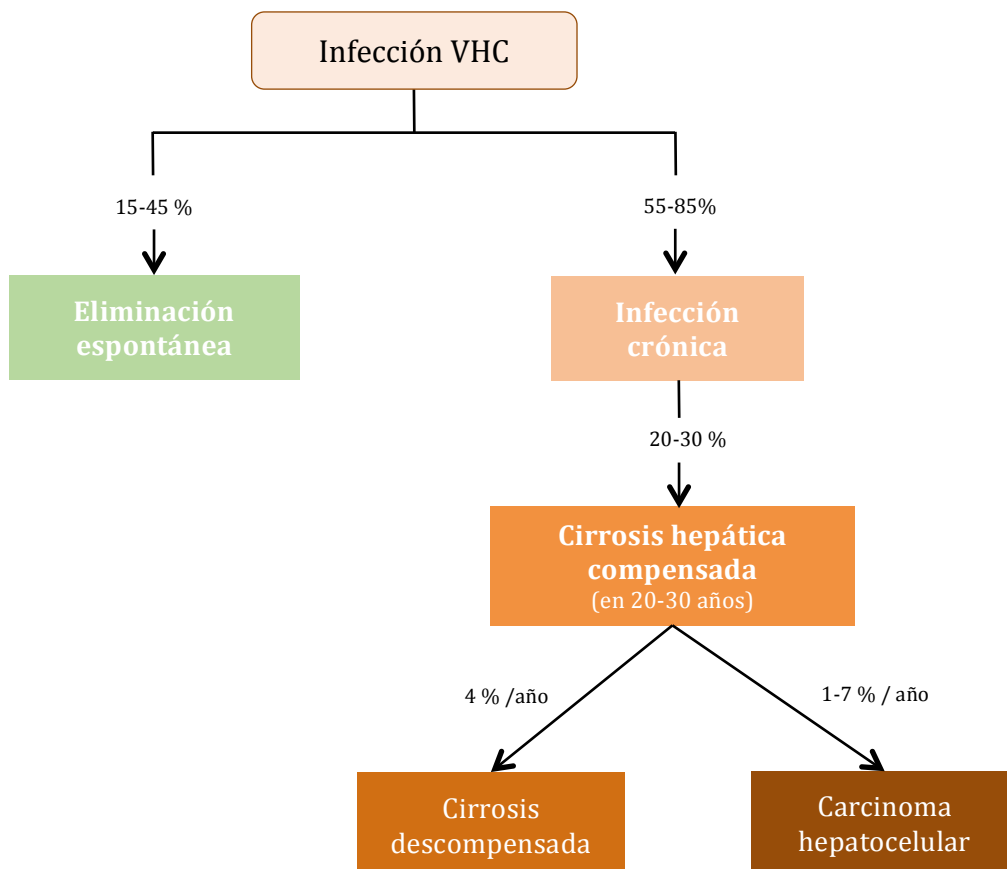 Infección VHC
15-45 %
55-85%
Eliminación
espontánea
Infección
crónica
20-30 %
Cirrosis hepática
compensada
(en 20-30 años)
4 % /año
1-7 % / año
Cirrosis
descompensada
Carcinoma
hepatocelular